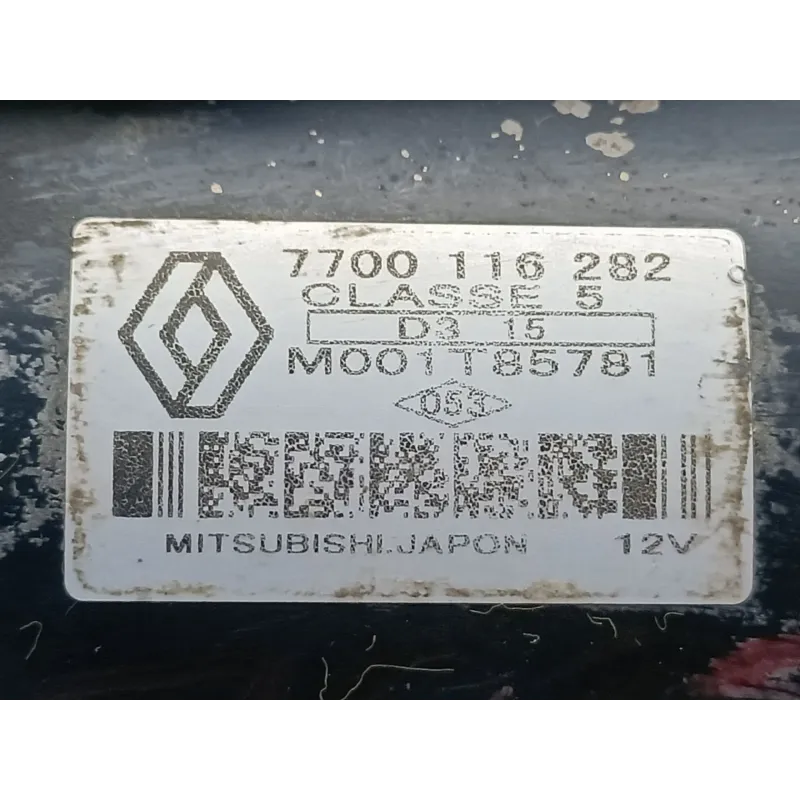 7700 116 282
CLASSE 5
D3 15
M001T85781
053
MITSUBISHI.JAPON 12V